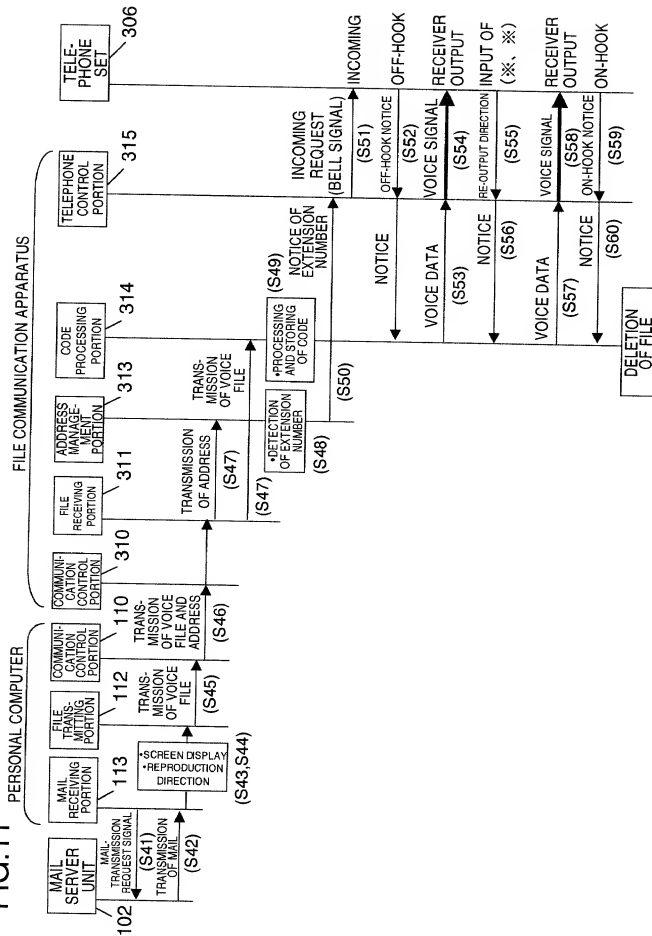 FIG.11
PERSONAL COMPUTER
FILE COMMUNICATION APPARATUS
MAIL
SERVER
UNIT
102
MAIL
RECEIVING
PORTION
113
FILE
TRANS-
MITTING
PORTION
112
COMMUNI-
CATION
CONTROL
PORTION
110
COMMUNI-
CATION
CONTROL
PORTION
310
FILE
RECEIVING
PORTION
311
ADDRESS
MANAGE-
MENT
PORTION
313
CODE
PROCESSING
PORTION
314
TELEPHONE
CONTROL
PORTION
315
TELE-
PHONE
SET
306
MAIL-
TRANSMISSION
REQUEST SIGNAL
(S41)
TRANSMISSION
OF MAIL
(S42)
•SCREEN DISPLAY
•REPRODUCTION
DIRECTION
(S43,S44)
TRANS-
MISSION
OF VOICE
FILE
(S45)
TRANS-
MISSION
OF VOICE
FILE AND
ADDRESS
(S46)
TRANSMISSION
OF ADDRESS
(S47)
TRANS-
MISSION
OF VOICE
FILE
(S47)
•DETECTION
OF EXTENSION
NUMBER
(S48)
•PROCESSING
AND STORING
OF CODE
(S49)
NOTICE OF
EXTENSION
NUMBER
(S50)
INCOMING
REQUEST
(BELL SIGNAL)
(S51)
INCOMING
OFF-HOOK NOTICE
(S52)
OFF-HOOK
NOTICE
VOICE DATA
(S53)
VOICE SIGNAL
(S54)
RECEIVER
OUTPUT
RE-OUTPUT DIRECTION
(S55)
INPUT OF
(※、※)
NOTICE
(S56)
VOICE DATA
(S57)
VOICE SIGNAL
(S58)
RECEIVER
OUTPUT
ON-HOOK NOTICE
(S59)
ON-HOOK
NOTICE
(S60)
DELETION
OF FILE